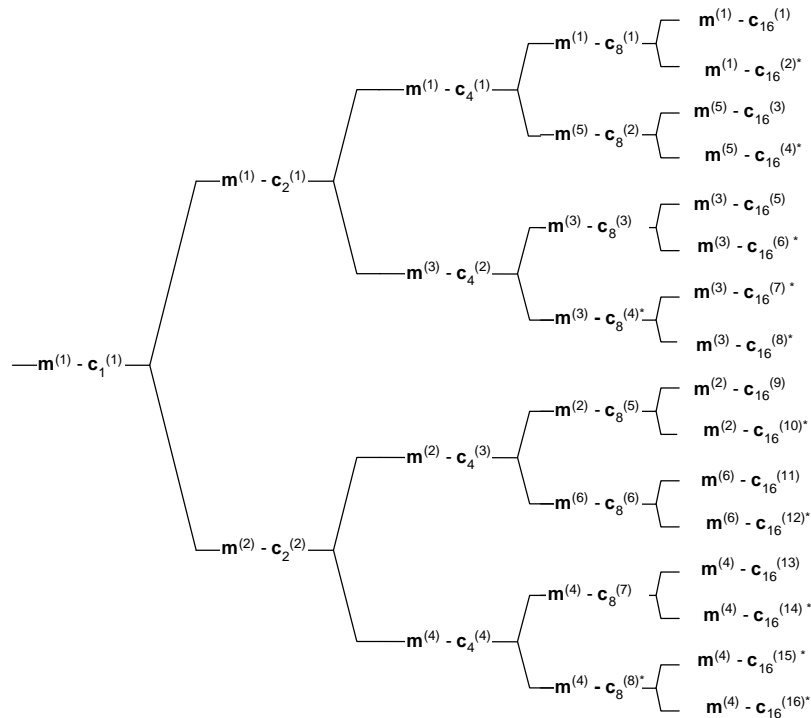 m(1) - c1(1)
m(1) - c2(1)
m(2) - c2(2)
m(1) - c4(1)
m(3) - c4(2)
m(2) - c4(3)
m(4) - c4(4)
m(1) - c8(1)
m(5) - c8(2)
m(3) - c8(3)
m(3) - c8(4)*
m(2) - c8(5)
m(6) - c8(6)
m(4) - c8(7)
m(4) - c8(8)*
m(1) - c16(1)
m(1) - c16(2)*
m(5) - c16(3)
m(5) - c16(4)*
m(3) - c16(5)
m(3) - c16(6) *
m(3) - c16(7) *
m(3) - c16(8)*
m(2) - c16(9)
m(2) - c16(10)*
m(6) - c16(11)
m(6) - c16(12)*
m(4) - c16(13)
m(4) - c16(14) *
m(4) - c16(15) *
m(4) - c16(16)*